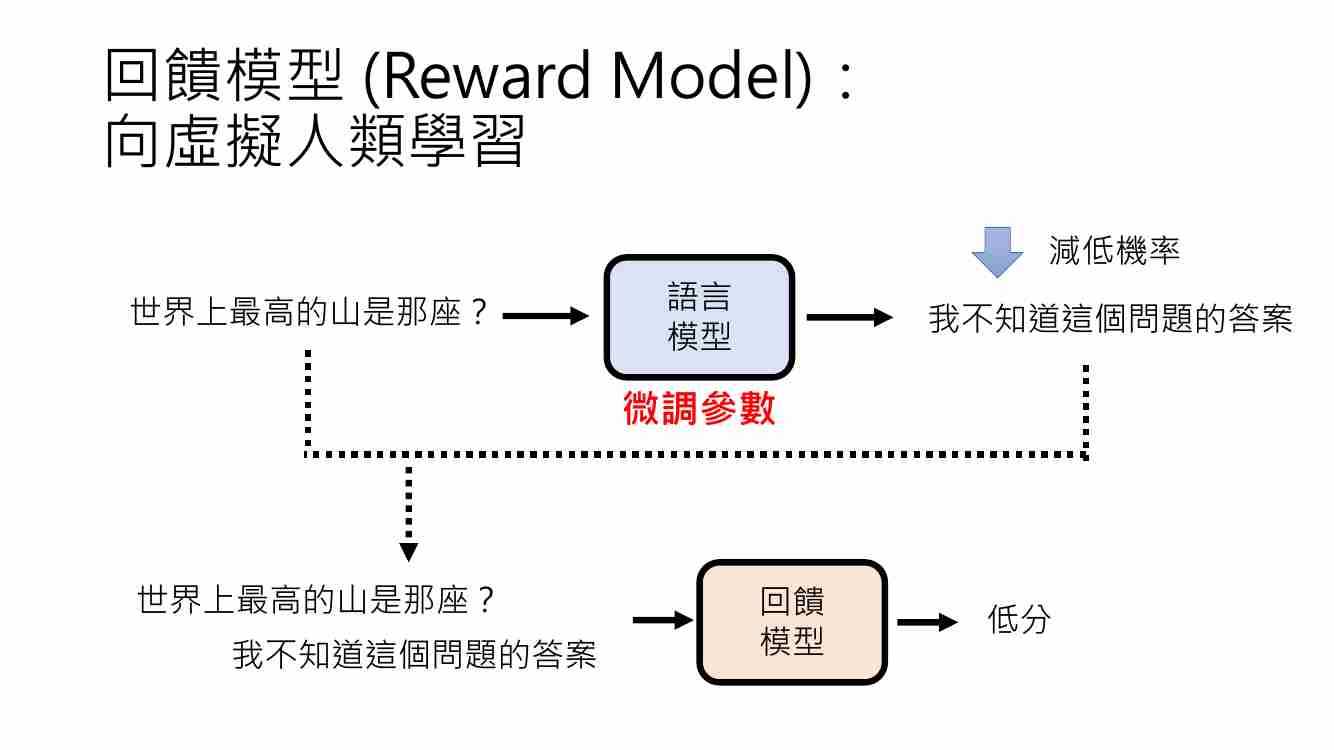 回饋模型 (Reward Model)：
向虛擬人類學習
減低機率
世界上最高的山是那座？
語言
模型
我不知道這個問題的答案
微調參數
世界上最高的山是那座？
我不知道這個問題的答案
回饋
模型
低分